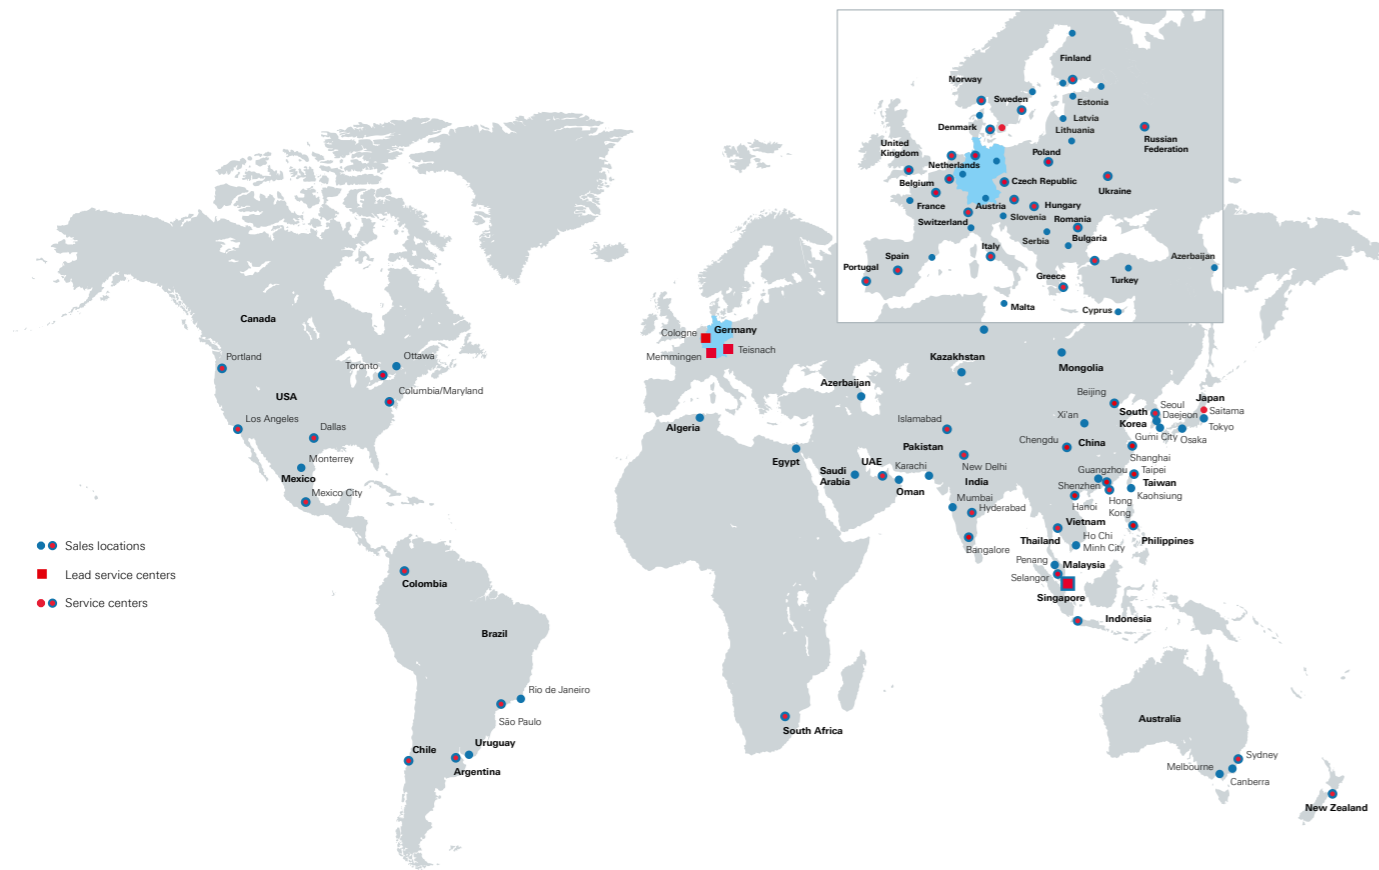 Finland
Norway
Sweden
Estonia
Latvia
Denmark
Lithuania
Russian
Federation
United
Kingdom
Poland
Netherlands
Belgium
Czech Republic
Ukraine
France
Austria
Hungary
Switzerland
Slovenia
Romania
Serbia
Bulgaria
Italy
Azerbaijan
Spain
Portugal
Greece
Turkey
Malta
Cyprus
Canada
Portland
Toronto
Ottawa
USA
Columbia/Maryland
Los Angeles
Dallas
Monterrey
Mexico
Mexico City
Cologne
Germany
Memmingen
Teisnach
Kazakhstan
Mongolia
Azerbaijan
Beijing
Algeria
Islamabad
Xi'an
South
Korea
Seoul
Daejeon
Gumi City
Japan
Saitama
Tokyo
Osaka
Pakistan
Chengdu
China
Shanghai
Egypt
Saudi
Arabia
UAE
Karachi
Oman
New Delhi
India
Guangzhou
Taipei
Shenzhen
Taiwan
Kaohsiung
Mumbai
Hyderabad
Hanoi
Hong
Kong
Bangalore
Vietnam
Thailand
Ho Chi
Minh City
Philippines
Penang
Malaysia
Selangor
Singapore
Indonesia
Sales locations
Lead service centers
Service centers
Colombia
Brazil
Rio de Janeiro
São Paulo
Chile
Uruguay
Argentina
South Africa
Australia
Sydney
Melbourne
Canberra
New Zealand